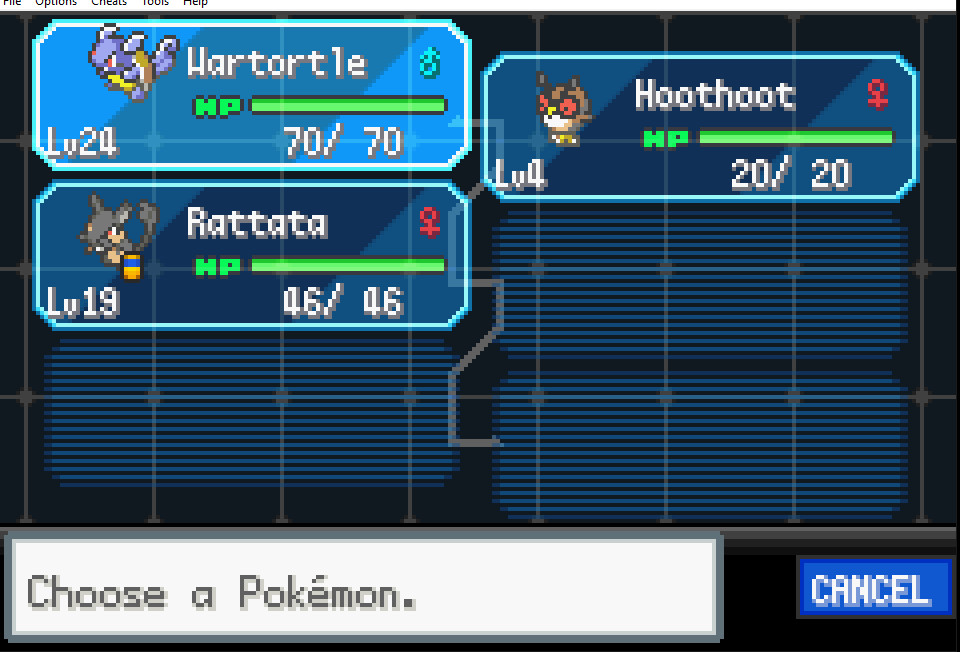 File Options Cheats Tools Help
Wartortle ♂
HP
Lv24 70/ 70
Hoothoot ♀
HP
Lv4 20/ 20
Rattata ♀
HP
Lv19 46/ 46
Choose a Pokémon.
CANCEL